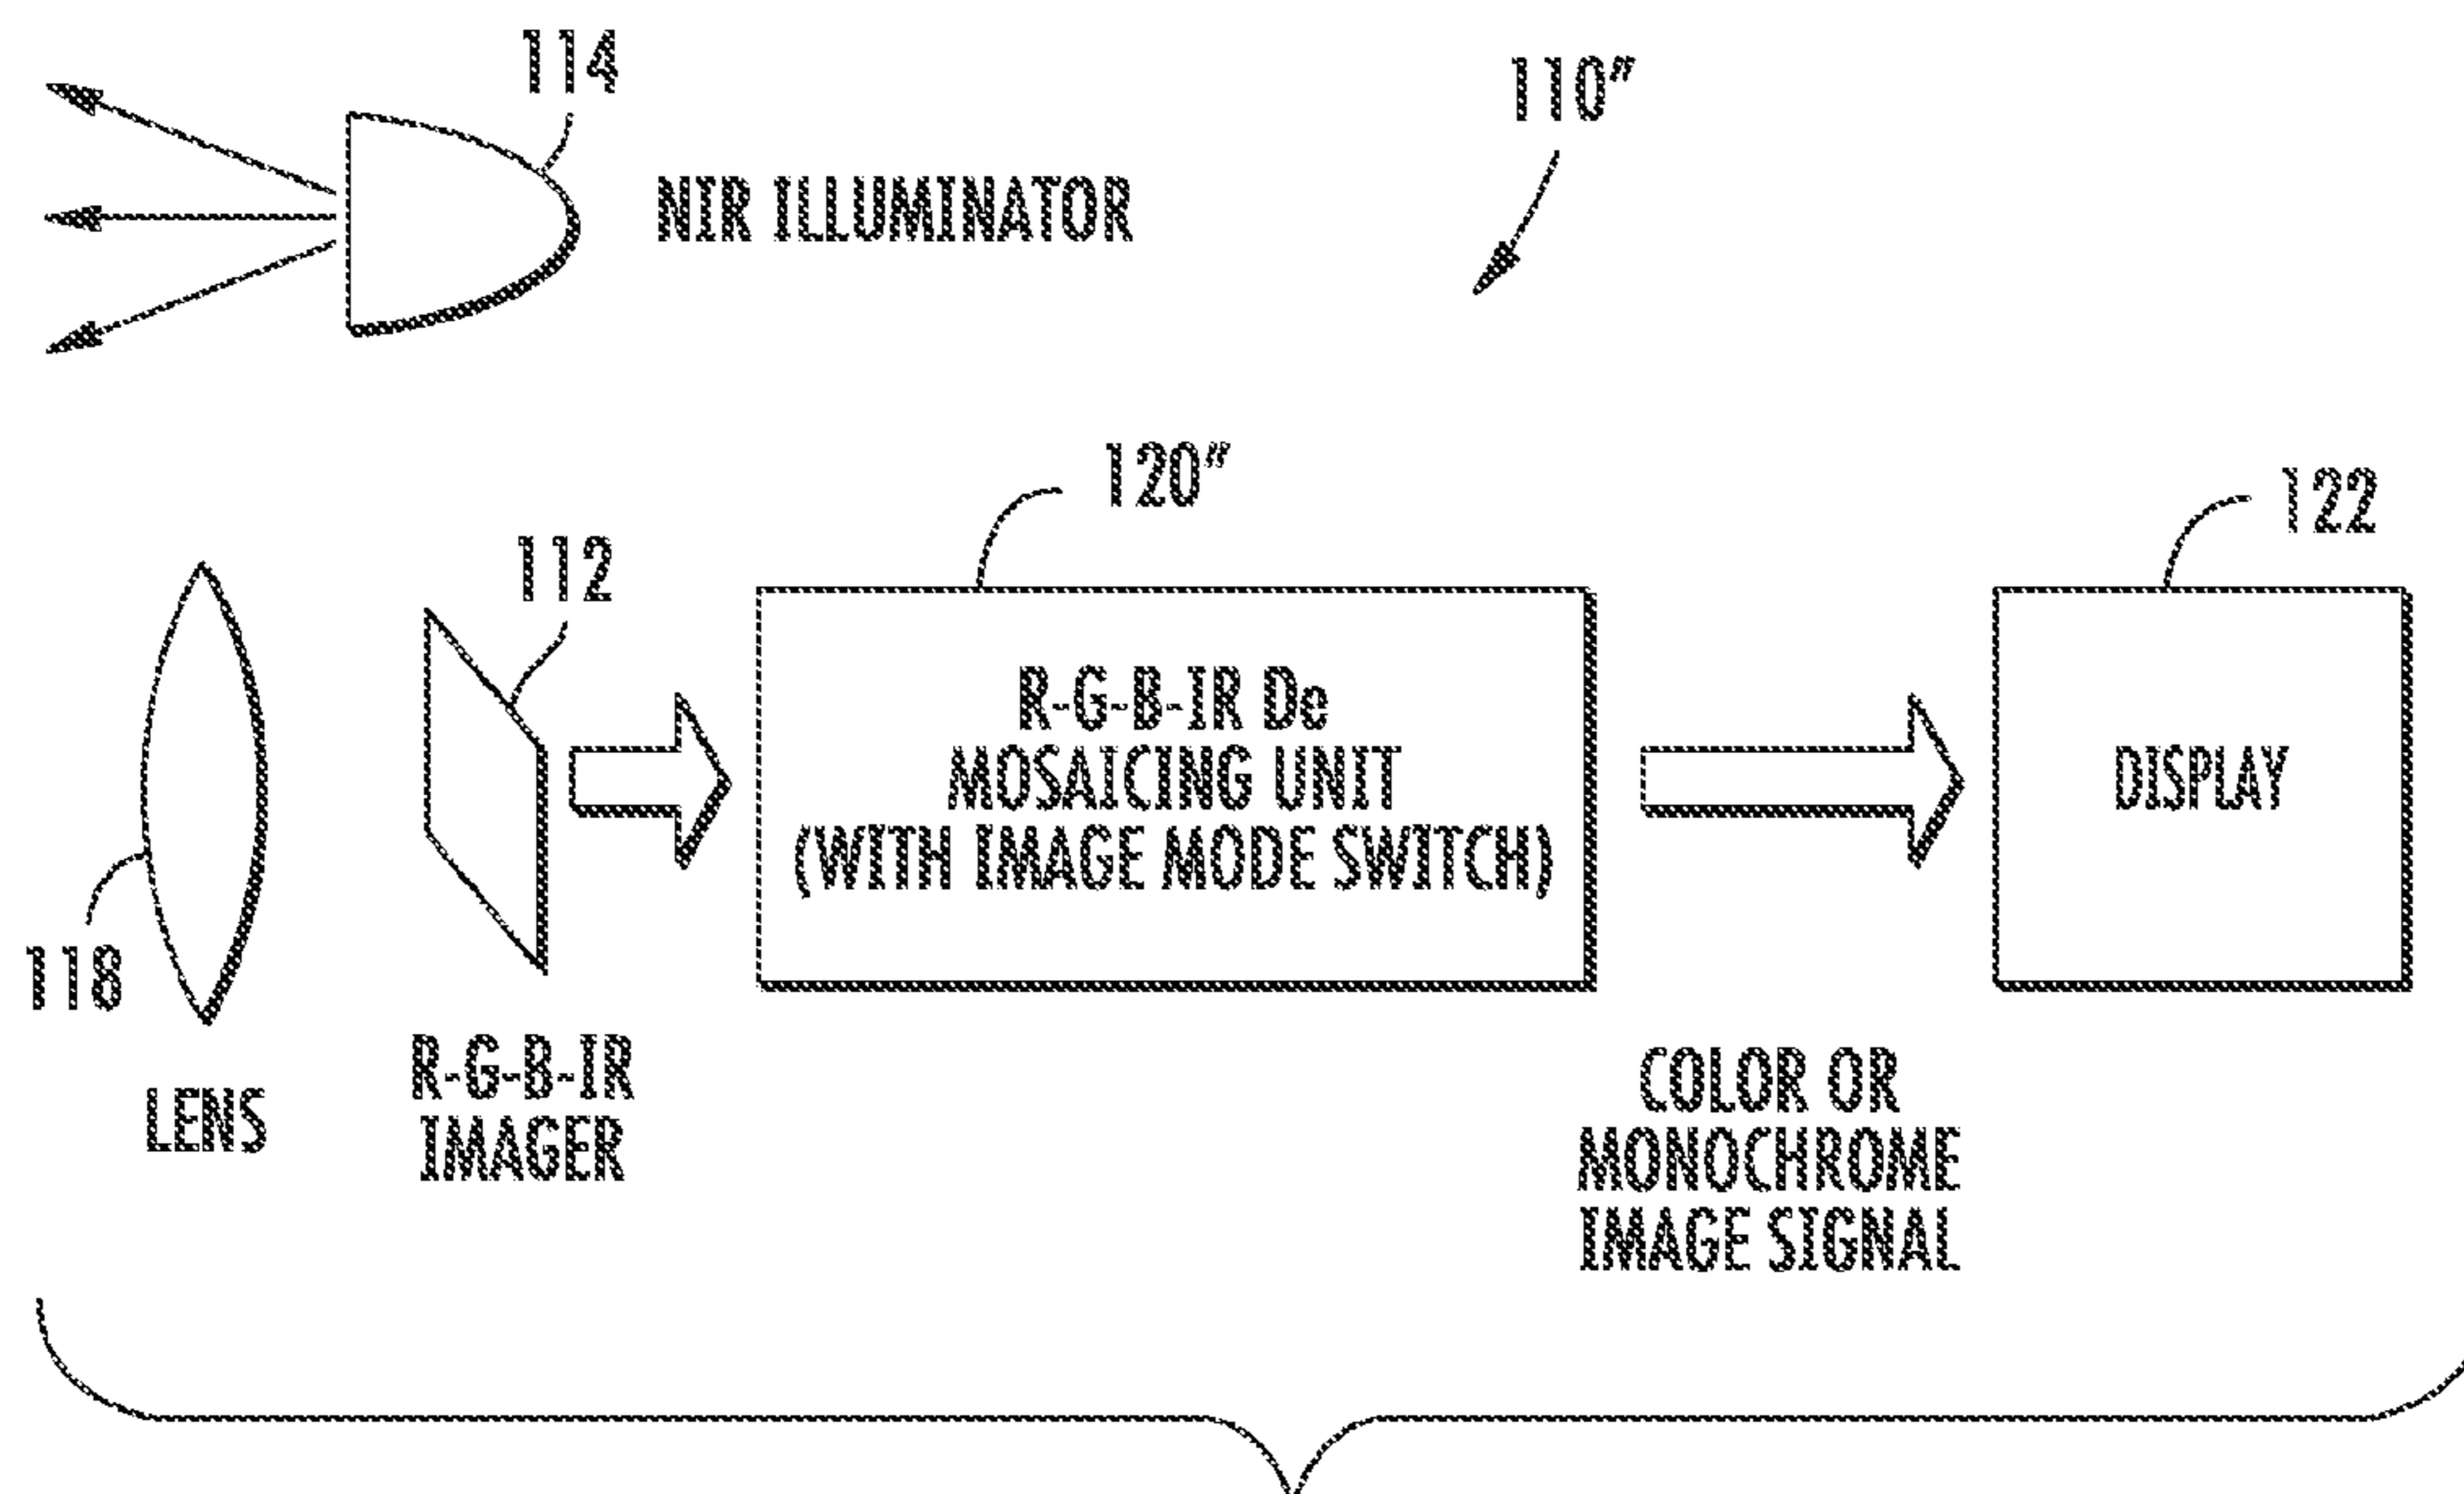 114
110″
NIR ILLUMINATOR
120″
122
112
R-G-B-IR De
MOSAICING UNIT
(WITH IMAGE MODE SWITCH)
DISPLAY
118
LENS
R-G-B-IR
IMAGER
COLOR OR
MONOCHROME
IMAGE SIGNAL